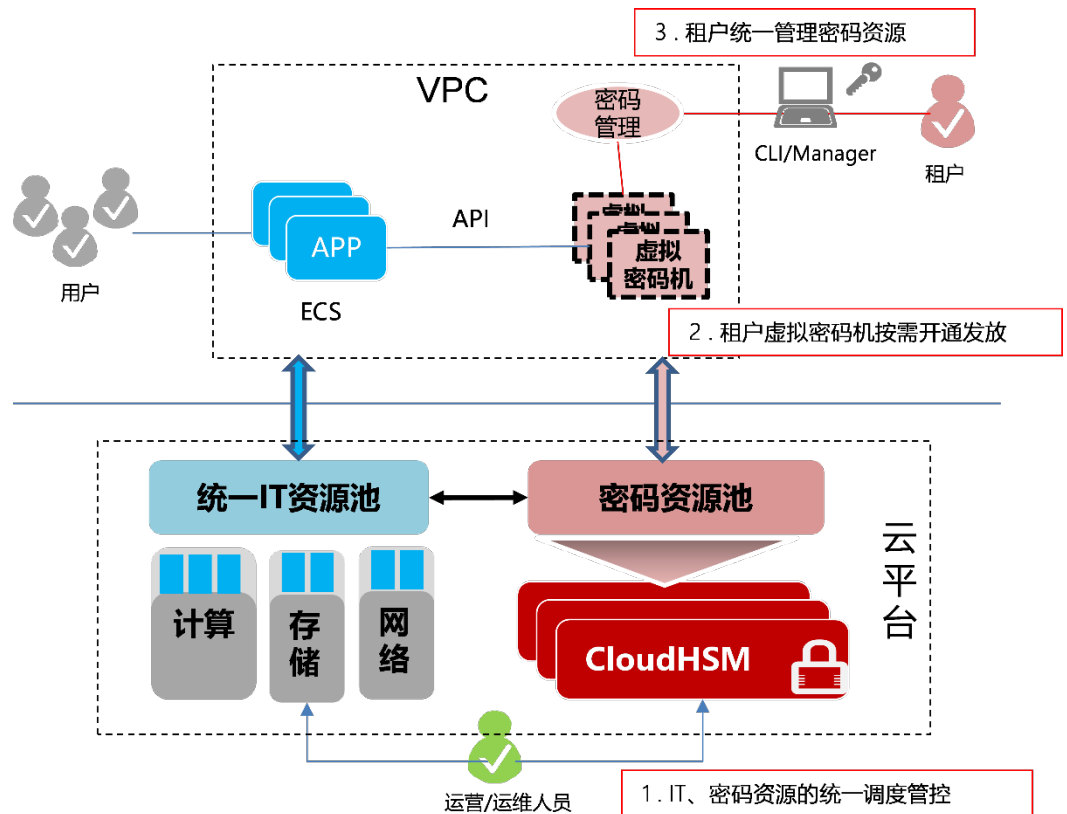 3 . 租户统一管理密码资源
VPC
密码
管理
CLI/Manager
租户
用户
APP
API
ECS
虚拟
虚拟
虚拟
密码机
2 . 租户虚拟密码机按需开通发放
统一IT资源池
密码资源池
云平台
计算
存储
网络
CloudHSM
运营/运维人员
1 . IT、密码资源的统一调度管控